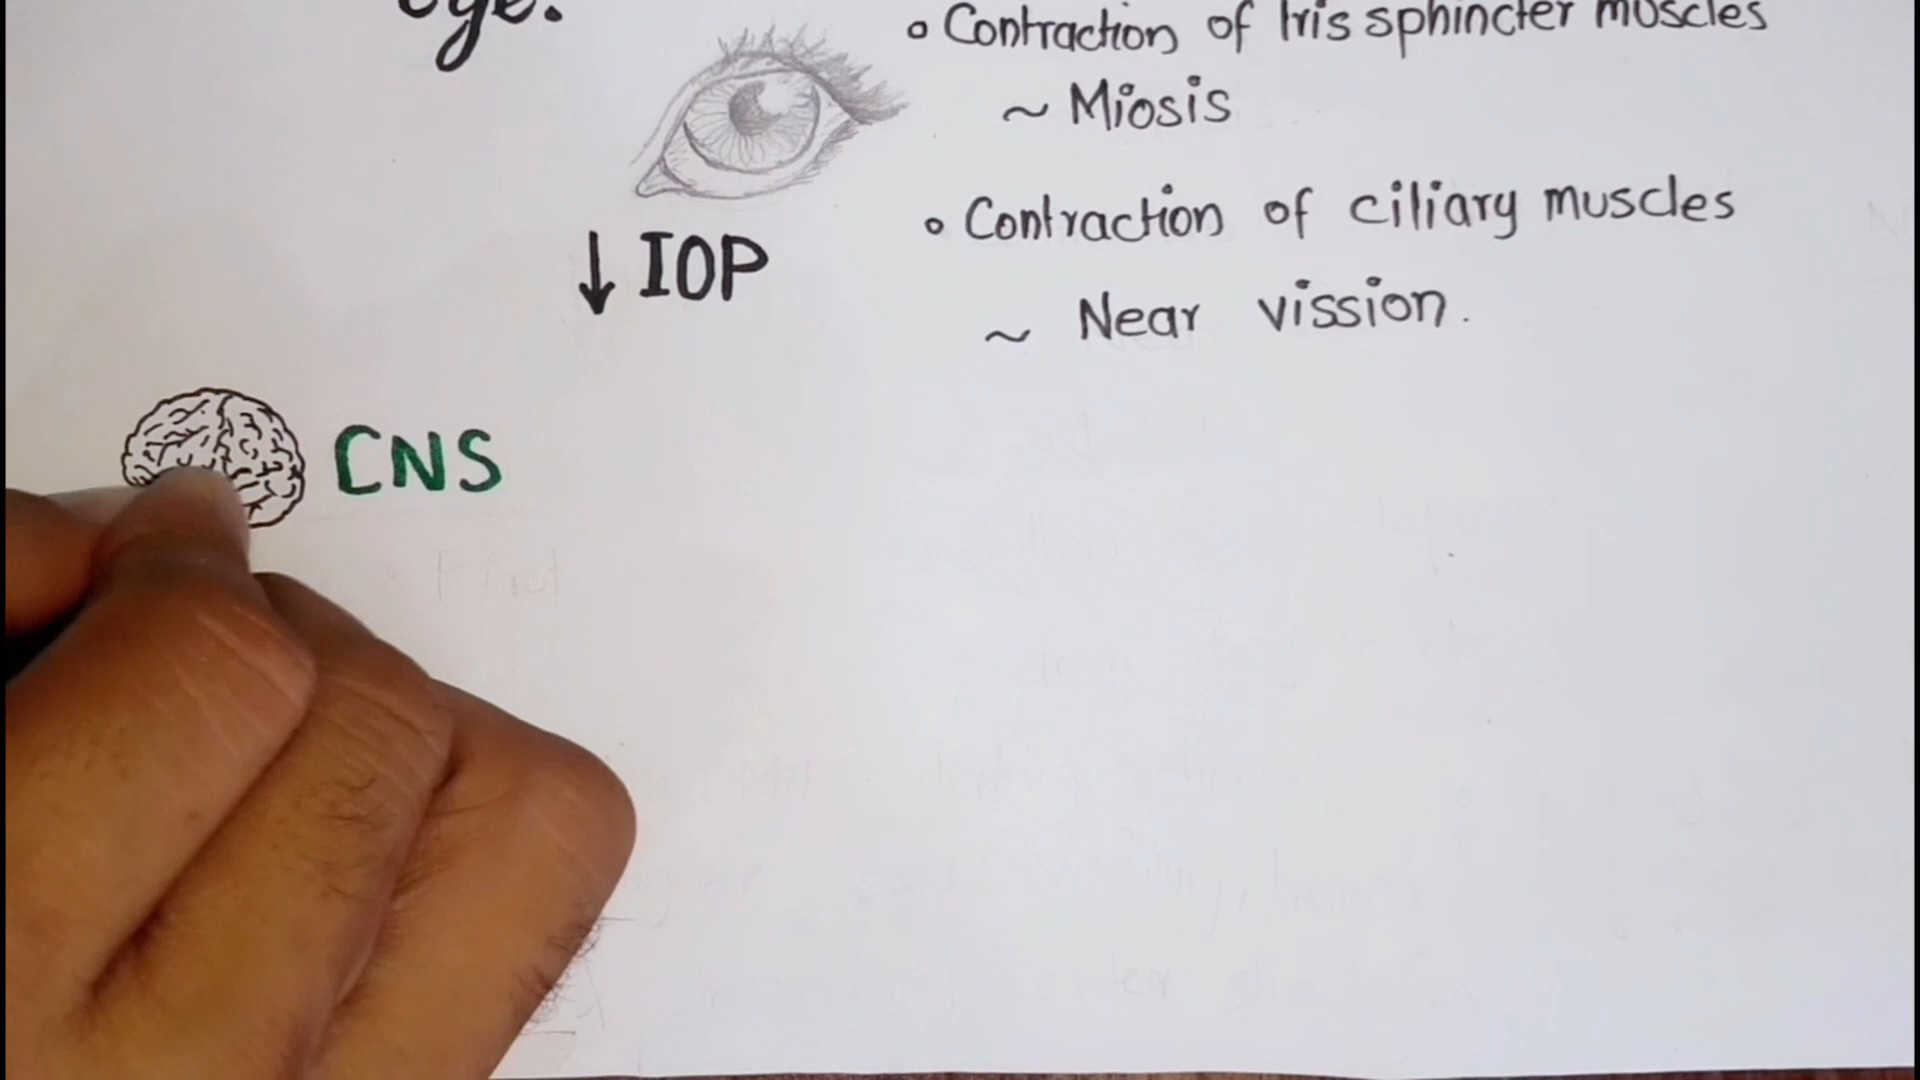 eye.
• Contraction of Iris sphincter muscles
~ Miosis
• Contraction of ciliary muscles
~ Near vission.
↓ IOP
CNS